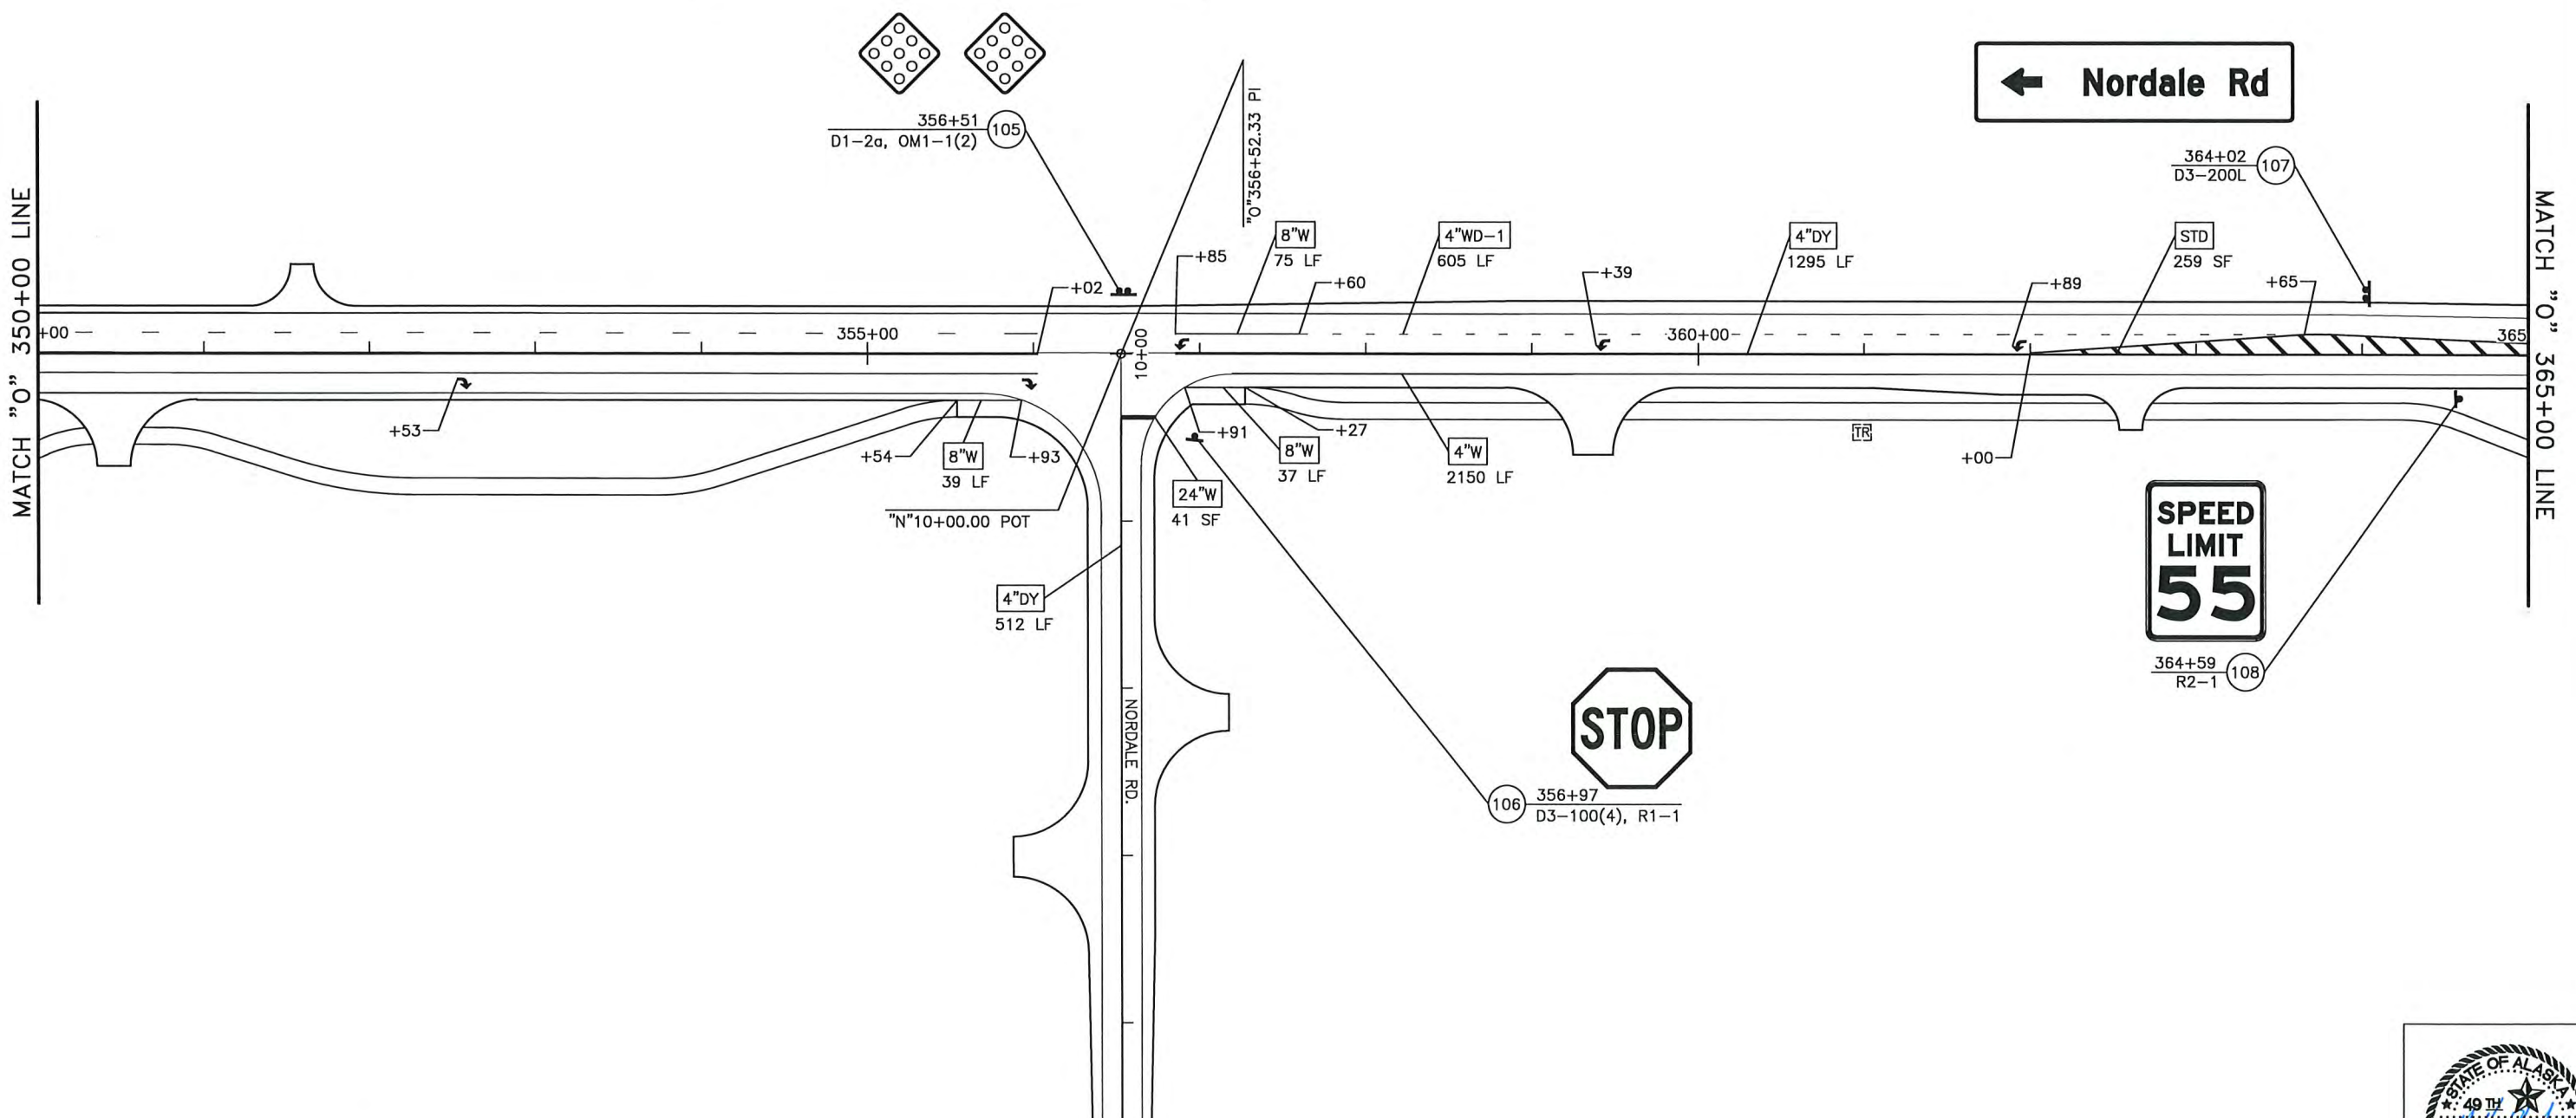 MATCH "O" 350+00 LINE
356+51
D1-2a, OM1-1(2)
105
"O"356+52.33 PI
← Nordale Rd
364+02
D3-200L
107
MATCH "O" 365+00 LINE
+00
355+00
+02
10+00
+85
8"W
75 LF
+60
4"WD-1
605 LF
+39
360+00
4"DY
1295 LF
+89
STD
259 SF
+65
365
+53
+54
8"W
39 LF
+93
"N"10+00.00 POT
+91
24"W
41 SF
+27
8"W
37 LF
4"W
2150 LF
TR
+00
4"DY
512 LF
NORDALE RD.
SPEED
LIMIT
55
364+59
R2-1
108
STOP
106
356+97
D3-100(4), R1-1
STATE OF ALASKA
49 TH